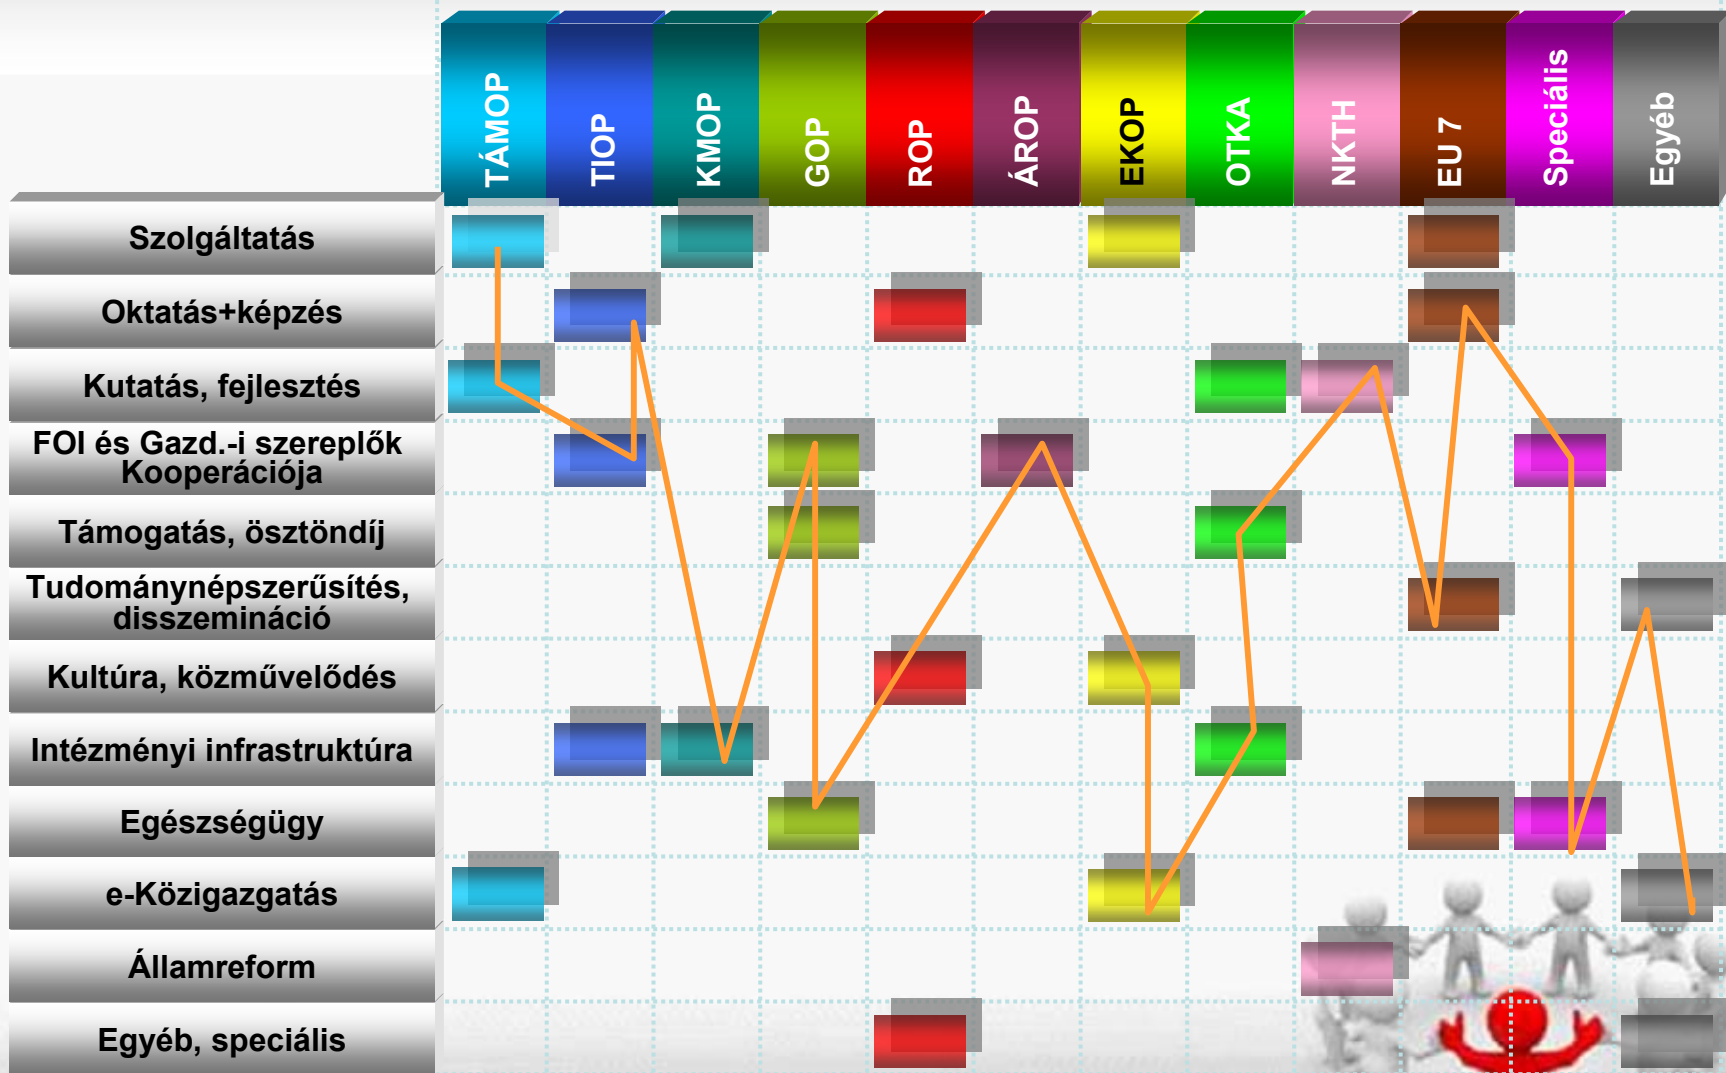 TÁMOP
TIOP
KMOP
GOP
ROP
ÁROP
EKOP
OTKA
NKTH
EU 7
Speciális
Egyéb
Szolgáltatás
Oktatás+képzés
Kutatás, fejlesztés
FOI és Gazd.-i szereplők
Kooperációja
Támogatás, ösztöndíj
Tudománynépszerűsítés,
disszemináció
Kultúra, közművelődés
Intézményi infrastruktúra
Egészségügy
e-Közigazgatás
Államreform
Egyéb, speciális